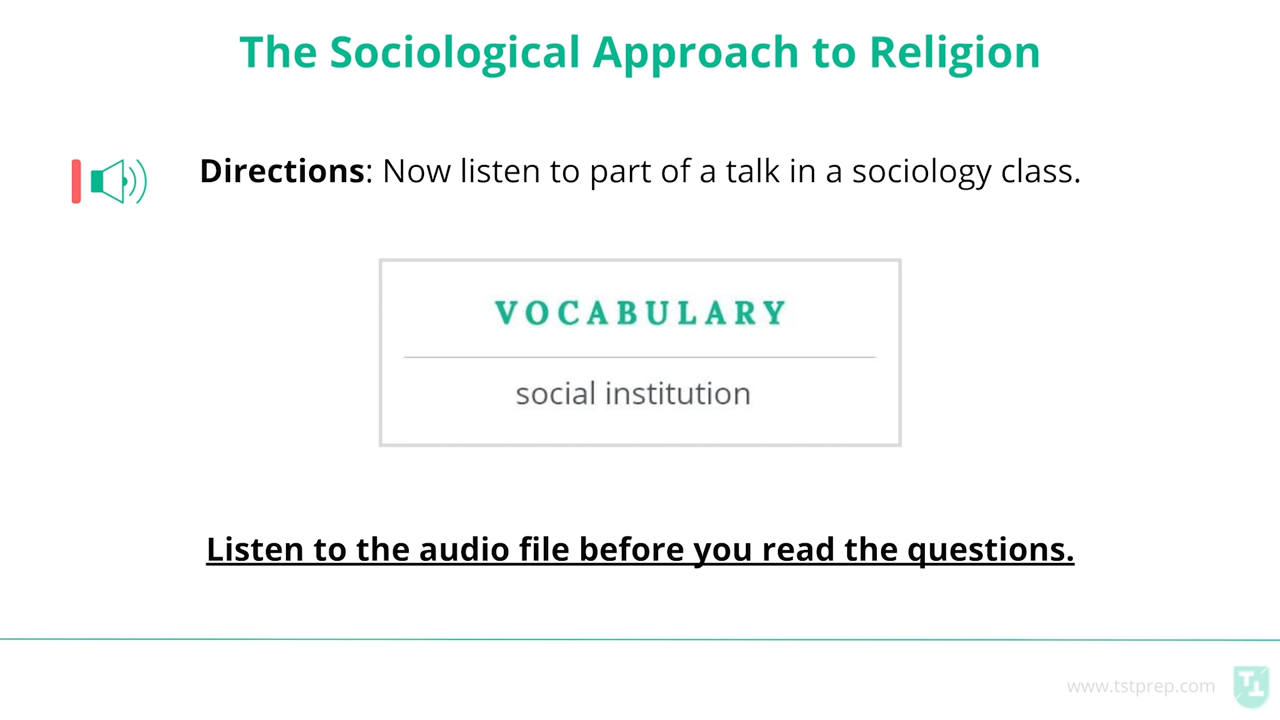 The Sociological Approach to Religion
Directions: Now listen to part of a talk in a sociology class.
VOCABULARY
social institution
Listen to the audio file before you read the questions.
www.tstprep.com